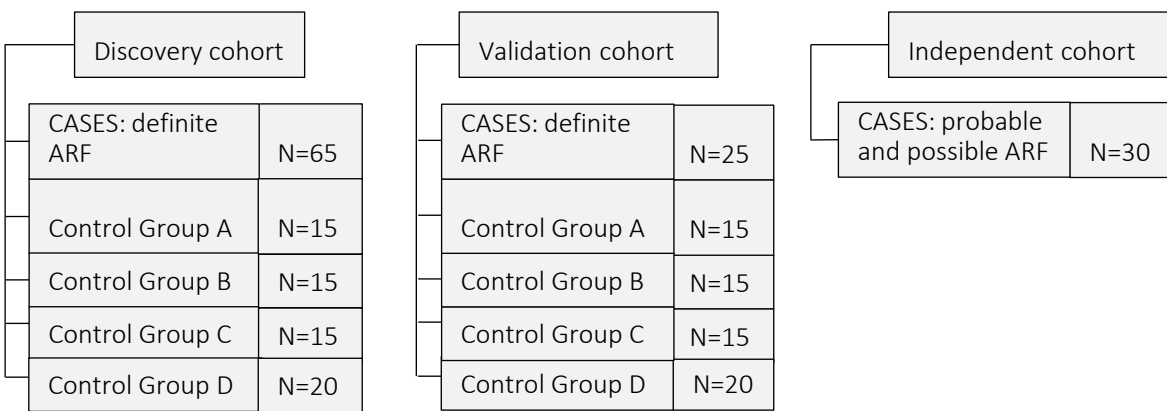 Discovery cohort
CASES: definite
ARF
N=65
Control Group A
N=15
Control Group B
N=15
Control Group C
N=15
Control Group D
N=20
Validation cohort
CASES: definite
ARF
N=25
Control Group A
N=15
Control Group B
N=15
Control Group C
N=15
Control Group D
N=20
Independent cohort
CASES: probable
and possible ARF
N=30